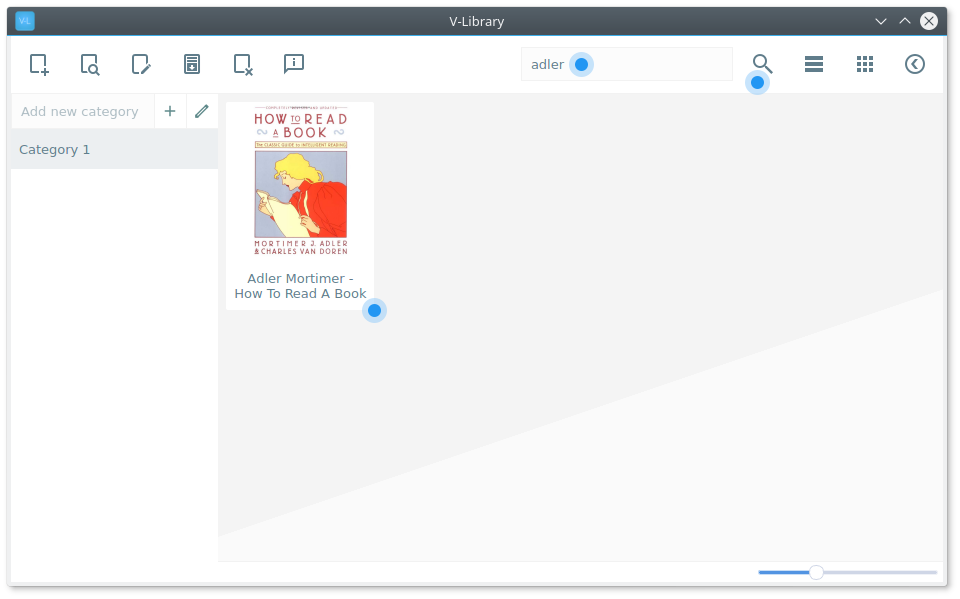 V-L
V-Library
adler
Add new category
Category 1
COMPLETELY REVISED AND UPDATED
HOW TO READ
A BOOK
THE CLASSIC GUIDE TO INTELLIGENT READING
MORTIMER J. ADLER
& CHARLES VAN DOREN
Adler Mortimer -
How To Read A Book